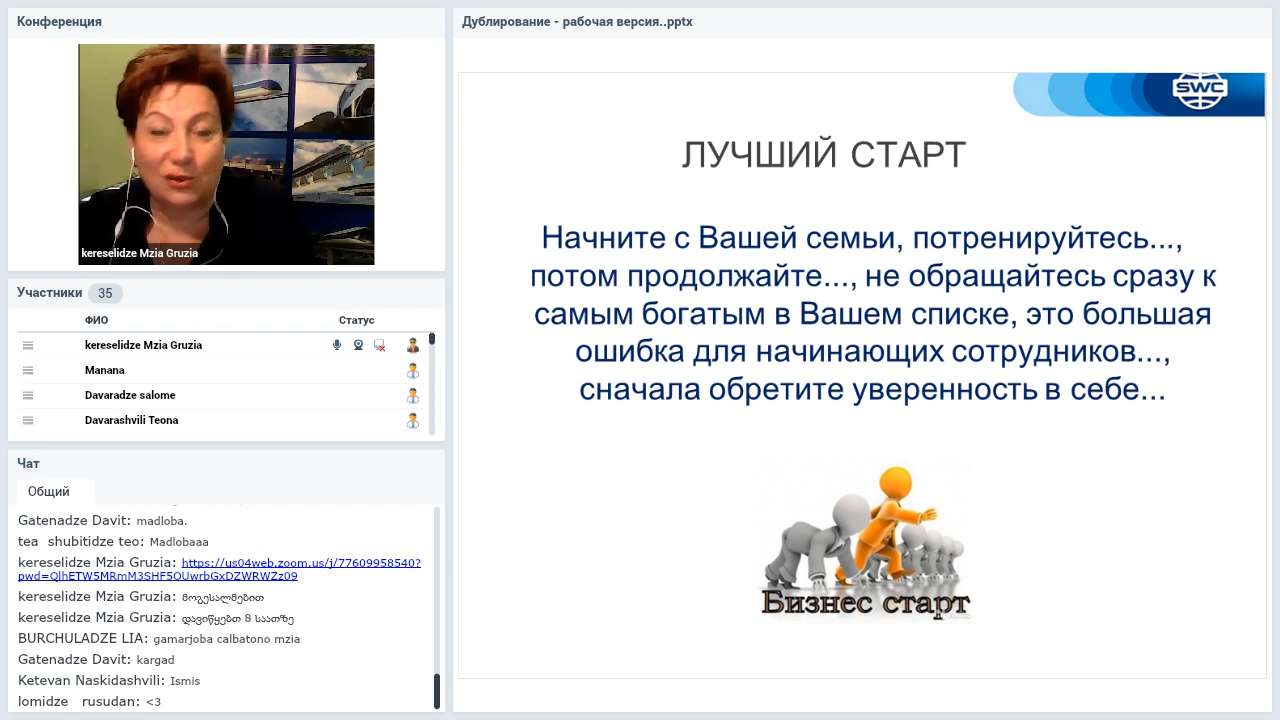 Конференция
kereselidze Mzia Gruzia
Участники 35
ФИО Статус
kereselidze Mzia Gruzia
Manana
Davaradze salome
Davarashvili Teona
Чат
Общий
Gatenadze Davit: madloba.
tea shubitidze teo: Madlobaaa
kereselidze Mzia Gruzia: https://us04web.zoom.us/j/77609958540?
pwd=QlhETW5MRmM3SHF5OUwrbGxDZWRWZz09
kereselidze Mzia Gruzia: მოგესალმებით
kereselidze Mzia Gruzia: დავიწყებთ 8 საათზე
BURCHULADZE LIA: gamarjoba calbatono mzia
Gatenadze Davit: kargad
Ketevan Naskidashvili: Ismis
lomidze rusudan: <3
Дублирование - рабочая версия..pptx
SWC
ЛУЧШИЙ СТАРТ
Начните с Вашей семьи, потренируйтесь...,
потом продолжайте..., не обращайтесь сразу к
самым богатым в Вашем списке, это большая
ошибка для начинающих сотрудников...,
сначала обретите уверенность в себе...
Бизнес старт